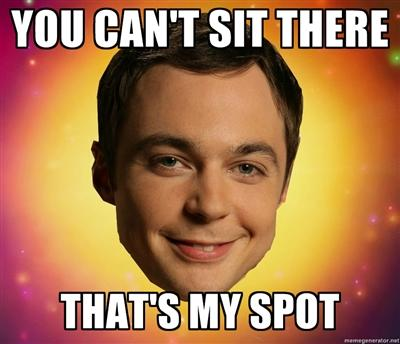 YOU CAN'T SIT THERE
THAT'S MY SPOT
memegenerator.net